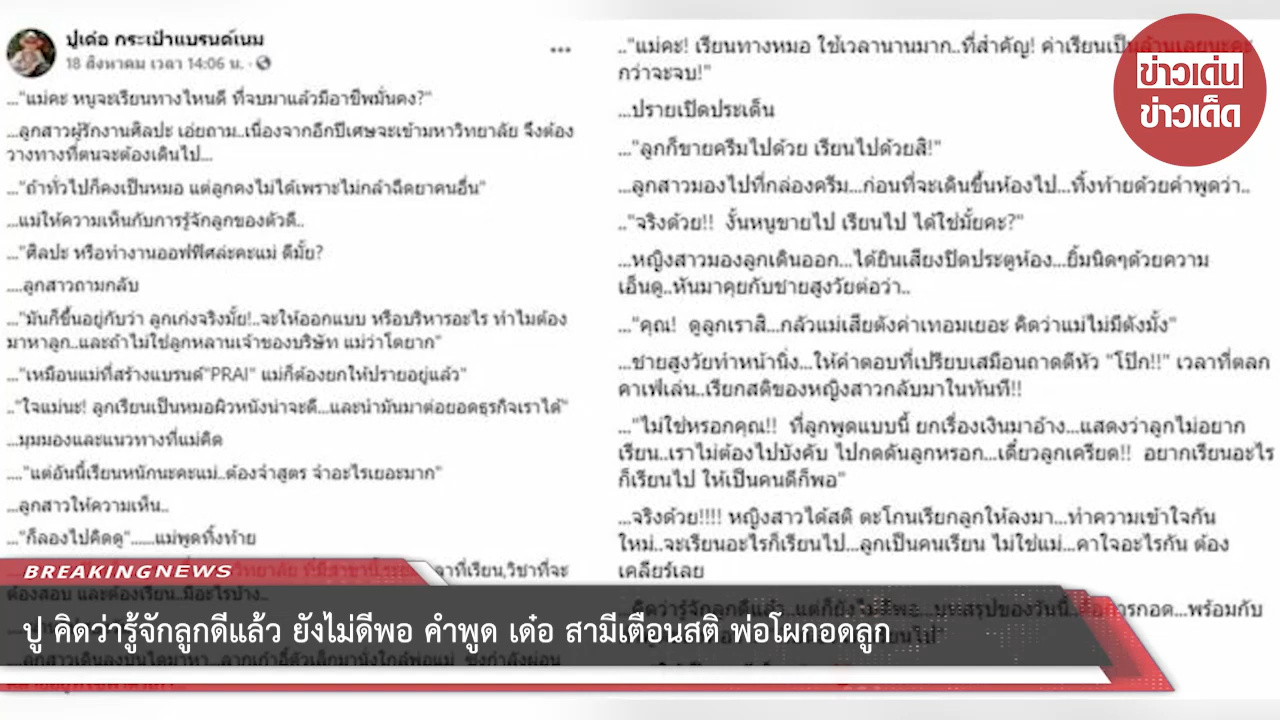 ปูเด่อ กระเป๋าแบรนด์เนม
18 สิงหาคม เวลา 14:06 น.
..."แม่คะ หนูจะเรียนทางไหนดี ที่จบมาแล้วมีอาชีพมั่นคง?"
...ลูกสาวผู้รักงานศิลปะ เอ่ยถาม..เนื่องจากอีกปีเศษจะเข้ามหาวิทยาลัย จึงต้อง
วางทางที่ตนจะต้องเดินไป...
..."ถ้าทั่วไปก็คงเป็นหมอ แต่ลูกคงไม่ได้เพราะไม่กล้าฉีดยาคนอื่น"
...แม่ให้ความเห็นกับการรู้จักลูกของตัวดี..
..."ศิลปะ หรือทำงานออฟฟิศล่ะคะแม่ ดีมั้ย?
....ลูกสาวถามกลับ
..."มันก็ขึ้นอยู่กับว่า ลูกเก่งจริงมั้ย!..จะให้ออกแบบ หรือบริหารอะไร ทำไมต้อง
มาหาลูก..และถ้าไม่ใช่ลูกหลานเจ้าของบริษัท แม่ว่าโตยาก"
..."เหมือนแม่ที่สร้างแบรนด์"PRAI" แม่ก็ต้องยกให้ปรายอยู่แล้ว"
.."ใจแม่นะ! ลูกเรียนเป็นหมอผิวหนังน่าจะดี...และนำมันมาต่อยอดธุรกิจเราได้"
...มุมมองและแนวทางที่แม่คิด
...."แต่อันนี้เรียนหนักนะคะแม่..ต้องจำสูตร จำอะไรเยอะมาก"
...ลูกสาวให้ความเห็น..
..."ก็ลองไปคิดดู"......แม่พูดทิ้งท้าย
ลาที่เรียน,วิชาที่จะ
ต้องสอบ และต้องเรียน..มีอะไรบ้าง..
.."แม่คะ! เรียนทางหมอ ใช้เวลานานมาก..ที่สำคัญ! ค่าเรียนเป็นล้านเลยนะคะ
กว่าจะจบ!"
...ปรายเปิดประเด็น
..."ลูกก็ขายครีมไปด้วย เรียนไปด้วยสิ!"
...ลูกสาวมองไปที่กล่องครีม...ก่อนที่จะเดินขึ้นห้องไป...ทิ้งท้ายด้วยคำพูดว่า..
.."จริงด้วย!! งั้นหนูขายไป เรียนไป ได้ใช่มั้ยคะ?"
...หญิงสาวมองลูกเดินออก...ได้ยินเสียงปิดประตูห้อง...ยิ้มนิดๆด้วยความ
เอ็นดู..หันมาคุยกับชายสูงวัยต่อว่า..
..."คุณ! ดูลูกเราสิ...กลัวแม่เสียตังค่าเทอมเยอะ คิดว่าแม่ไม่มีตังมั้ง"
...ชายสูงวัยทำหน้านิ่ง...ให้คำตอบที่เปรียบเสมือนถาดตีหัว "โป๊ก!!" เวลาที่ตลก
คาเฟ่เล่น..เรียกสติของหญิงสาวกลับมาในทันที!!
..."ไม่ใช่หรอกคุณ!! ที่ลูกพูดแบบนี้ ยกเรื่องเงินมาอ้าง...แสดงว่าลูกไม่อยาก
เรียน..เราไม่ต้องไปบังคับ ไปกดดันลูกหรอก...เดี๋ยวลูกเครียด!! อยากเรียนอะไร
ก็เรียนไป ให้เป็นคนดีก็พอ"
...จริงด้วย!!!! หญิงสาวได้สติ ตะโกนเรียกลูกให้ลงมา...ทำความเข้าใจกัน
ใหม่..จะเรียนอะไรก็เรียนไป...ลูกเป็นคนเรียน ไม่ใช่แม่...คาใจอะไรกัน ต้อง
เคลียร์เลย
ข่าวเด่น
ข่าวเด็ด
BREAKING NEWS
ปู คิดว่ารู้จักลูกดีแล้ว ยังไม่ดีพอ คำพูด เด๋อ สามีเตือนสติ พ่อโผกอดลูก